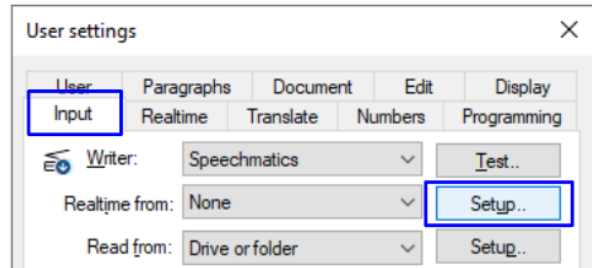 User settings
User Paragraphs Document Edit Display
Input Realtime Translate Numbers Programming
Writer: Speechmatics Test..
Realtime from: None Setup..
Read from: Drive or folder Setup..